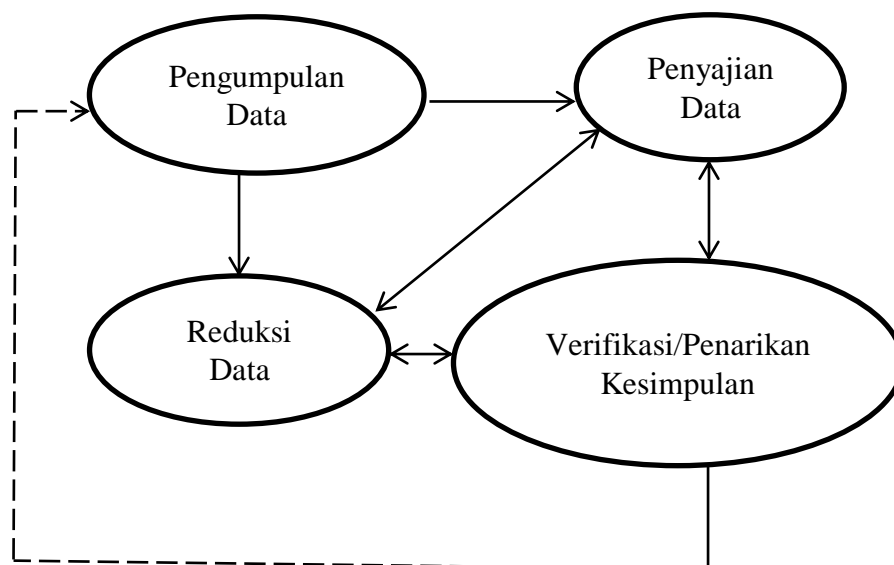 Pengumpulan
Data
Penyajian
Data
Reduksi
Data
Verifikasi/Penarikan
Kesimpulan